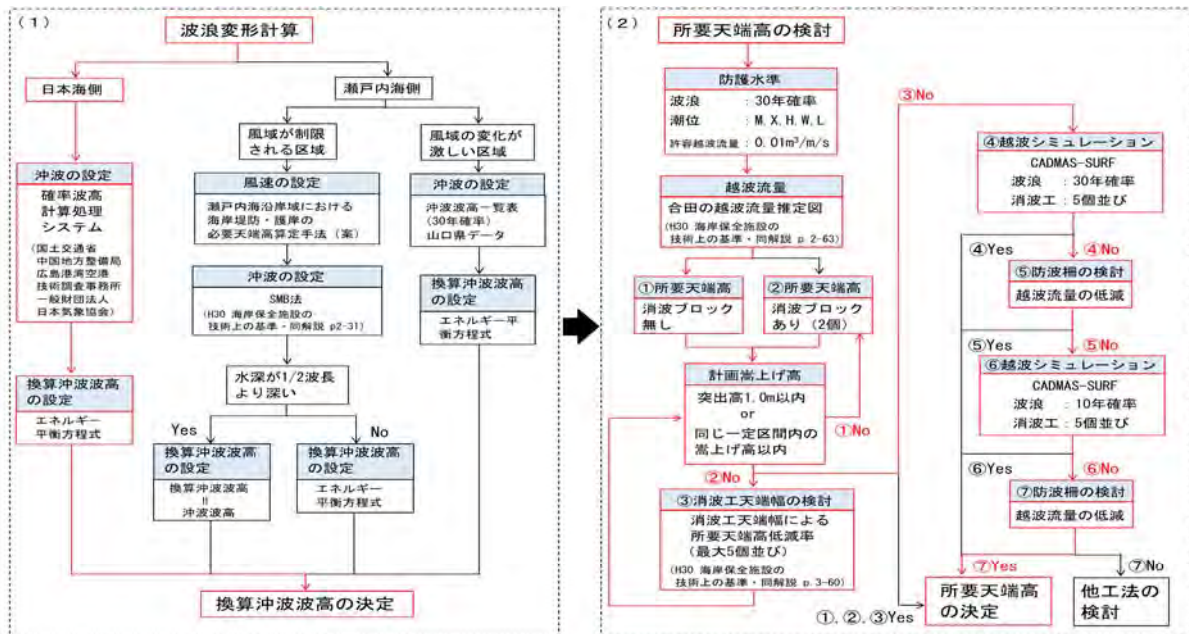 (1)
波浪変形計算
日本海側
瀬戸内海側
風域が制限
される区域
風域の変化が
激しい区域
沖波の設定
確率波高
計算処理
システム
(国土交通省
中国地方整備局
広島港湾空港
技術調査事務所
一般財団法人
日本気象協会)
風速の設定
瀬戸内海沿岸域における
海岸堤防・護岸の
必要天端高算定手法(案)
沖波の設定
沖波波高一覧表
(30年確率)
山口県データ
沖波の設定
SMB法
(H30 海岸保全施設の
技術上の基準・同解説 p2-31)
換算沖波波高
の設定
エネルギー平
衡方程式
水深が1/2波長
より深い
換算沖波波高
の設定
エネルギー
平衡方程式
Yes
No
換算沖波波高
の設定
換算沖波波高
=
沖波波高
換算沖波波高
の設定
エネルギー
平衡方程式
換算沖波波高の決定
(2)
所要天端高の検討
防護水準
波浪 :30年確率
潮位 :M.X.H.W.L
許容越波流量:0.01m³/m/s
越波流量
合田の越波流量推定図
(H30 海岸保全施設の
技術上の基準・同解説 p 2-63)
①所要天端高
消波ブロック
無し
②所要天端高
消波ブロック
あり(2個)
計画嵩上げ高
突出高1.0m以内
or
同じ一定区間内の
嵩上げ高以内
①No
②No
③消波工天端幅の検討
消波工天端幅による
所要天端高低減率
(最大5個並び)
(H30 海岸保全施設の
技術上の基準・同解説 p.3-60)
③No
④越波シミュレーション
CADMAS-SURF
波浪 :30年確率
消波工:5個並び
④Yes
④No
⑤防波柵の検討
越波流量の低減
⑤Yes
⑤No
⑥越波シミュレーション
CADMAS-SURF
波浪 :10年確率
消波工:5個並び
⑥Yes
⑥No
⑦防波柵の検討
越波流量の低減
⑦Yes
⑦No
①.②.③Yes
所要天端高
の決定
他工法の
検討